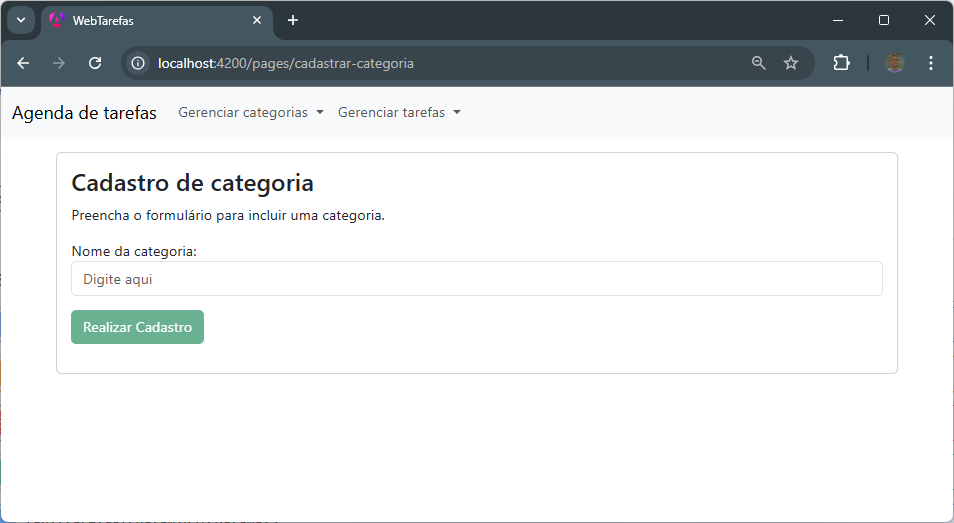 WebTarefas
localhost:4200/pages/cadastrar-categoria
Agenda de tarefas Gerenciar categorias Gerenciar tarefas
Cadastro de categoria
Preencha o formulário para incluir uma categoria.
Nome da categoria:
Digite aqui
Realizar Cadastro